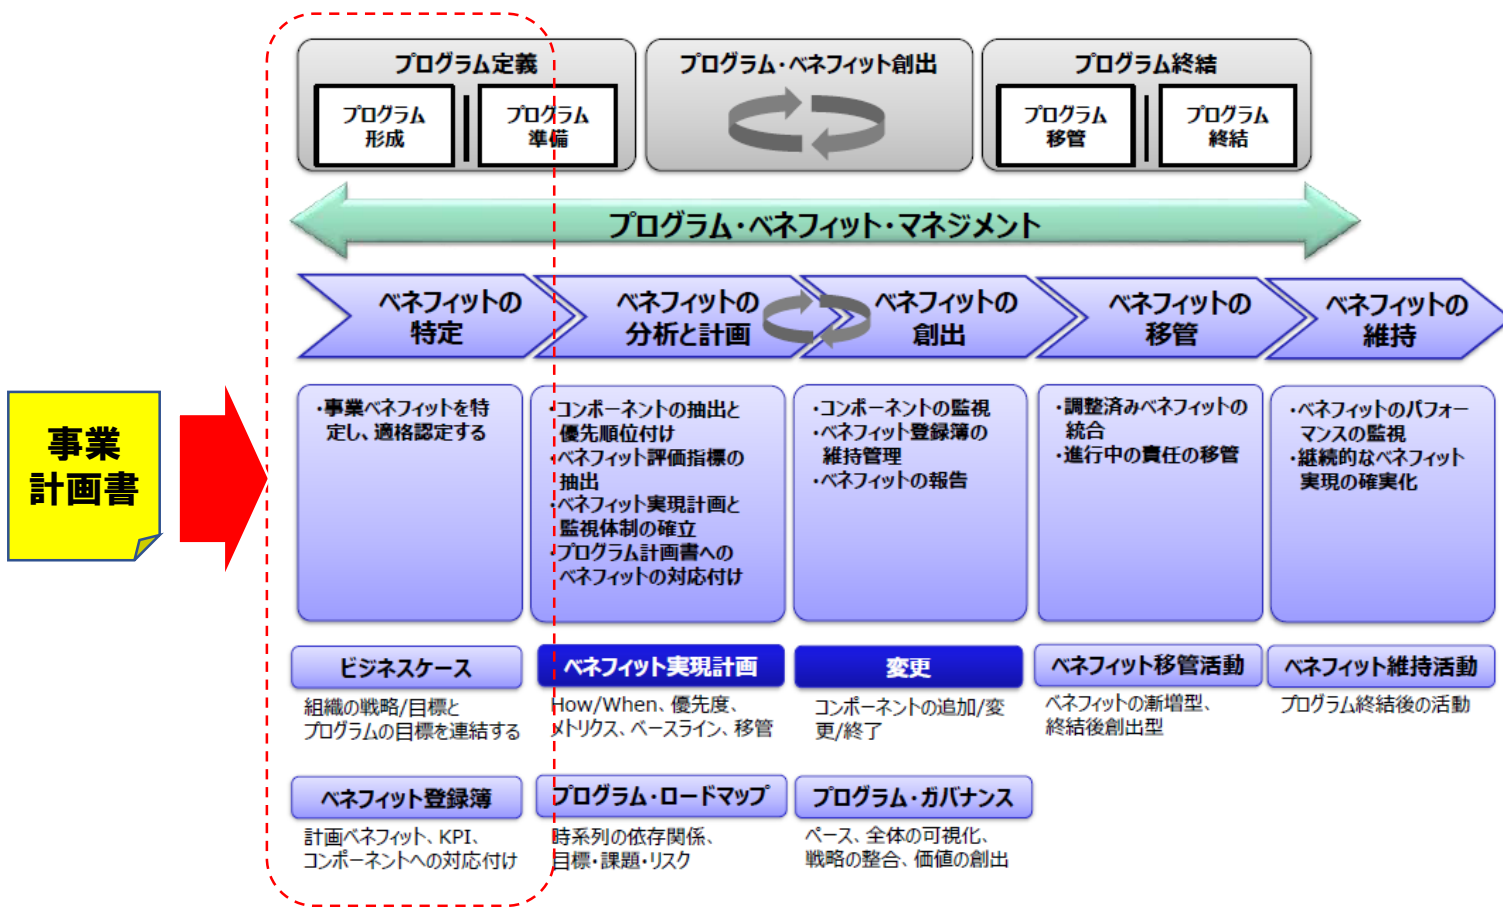 プログラム定義
プログラム
形成
プログラム
準備
プログラム・ベネフィット創出
プログラム終結
プログラム
移管
プログラム
終結
プログラム・ベネフィット・マネジメント
ベネフィットの
特定
ベネフィットの
分析と計画
ベネフィットの
創出
ベネフィットの
移管
ベネフィットの
維持
事業
計画書
・事業ベネフィットを特
定し、適格認定する
・コンポーネントの抽出と
優先順位付け
・ベネフィット評価指標の
抽出
・ベネフィット実現計画と
監視体制の確立
・プログラム計画書への
ベネフィットの対応付け
・コンポーネントの監視
・ベネフィット登録簿の
維持管理
・ベネフィットの報告
・調整済みベネフィットの
統合
・進行中の責任の移管
・ベネフィットのパフォー
マンスの監視
・継続的なベネフィット
実現の確実化
ビジネスケース
組織の戦略/目標と
プログラムの目標を連結する
ベネフィット実現計画
How/When、優先度、
メトリクス、ベースライン、移管
変更
コンポーネントの追加/変
更/終了
ベネフィット移管活動
ベネフィットの漸増型、
終結後創出型
ベネフィット維持活動
プログラム終結後の活動
ベネフィット登録簿
計画ベネフィット、KPI、
コンポーネントへの対応付け
プログラム・ロードマップ
時系列の依存関係、
目標・課題・リスク
プログラム・ガバナンス
ペース、全体の可視化、
戦略の整合、価値の創出